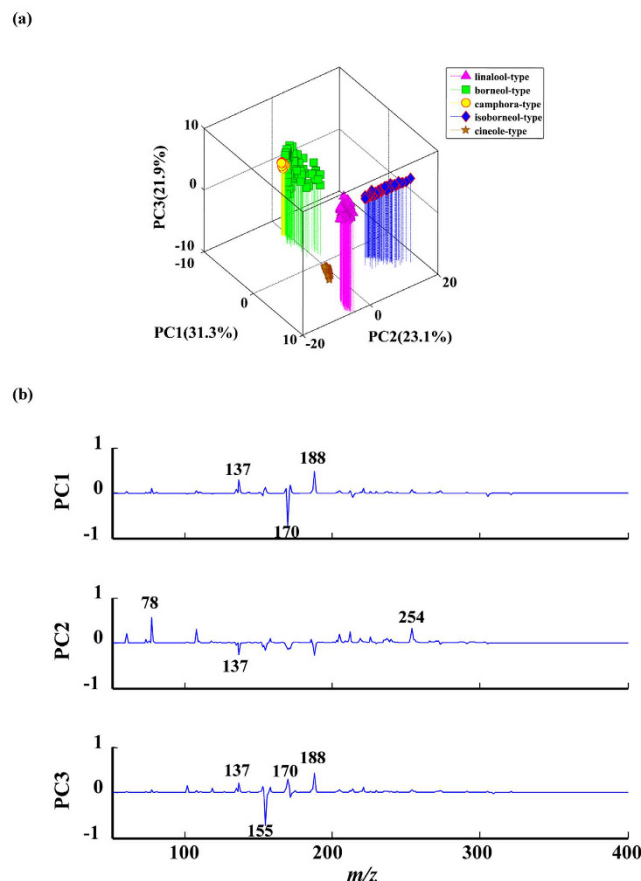 (a)
linalool-type
borneol-type
camphora-type
isoborneol-type
cineole-type
10
0
-10
-10
0
10
-20
0
20
PC3(21.9%)
PC1(31.3%)
PC2(23.1%)
(b)
1
0
-1
PC1
137
188
170
1
0
-1
PC2
78
254
137
1
0
-1
PC3
137
170
188
155
100
200
300
400
m/z